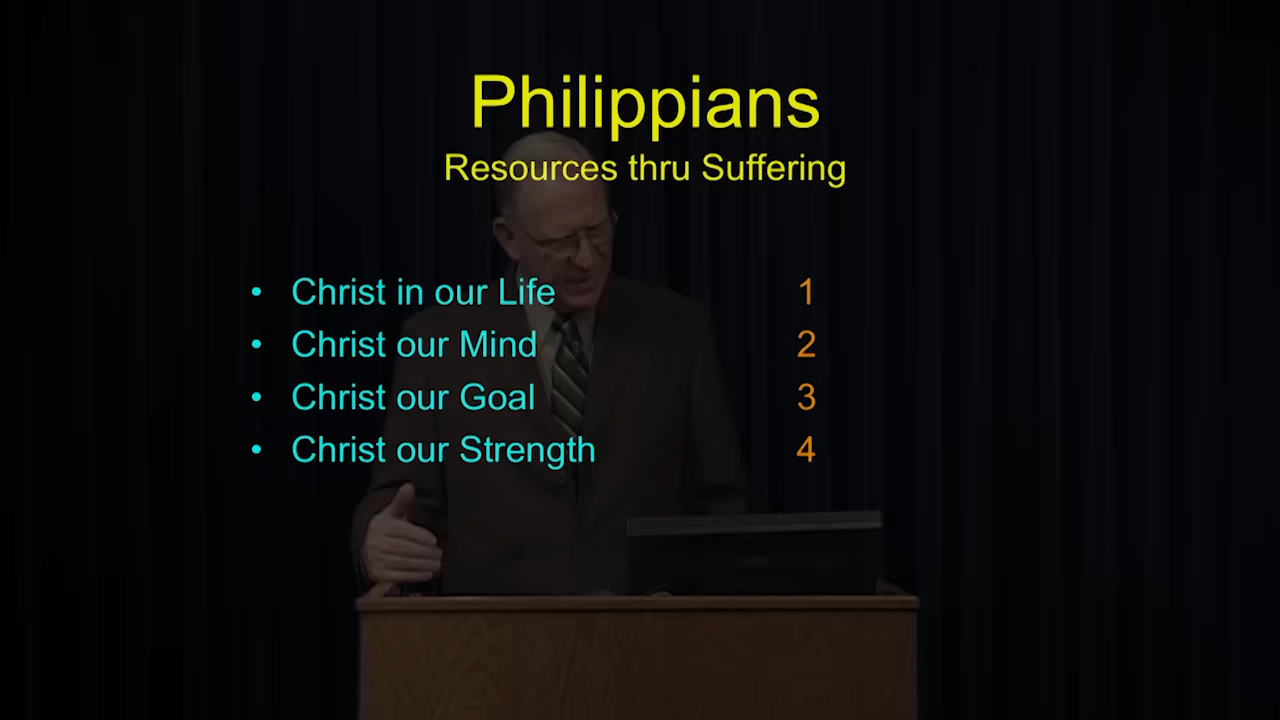 Philippians
Resources thru Suffering
• Christ in our Life 1
• Christ our Mind 2
• Christ our Goal 3
• Christ our Strength 4